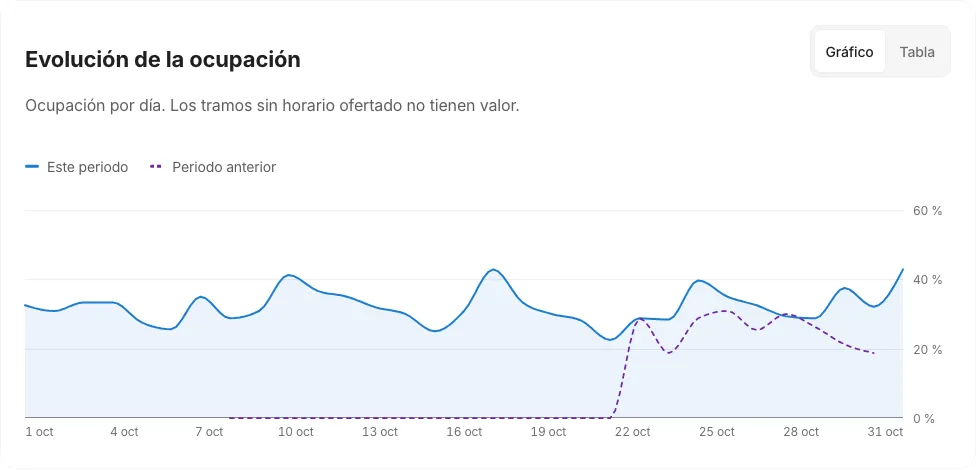 Evolución de la ocupación
Gráfico
Tabla
Ocupación por día. Los tramos sin horario ofertado no tienen valor.
Este periodo
Periodo anterior
60 %
40 %
20 %
0 %
1 oct
4 oct
7 oct
10 oct
13 oct
16 oct
19 oct
22 oct
25 oct
28 oct
31 oct